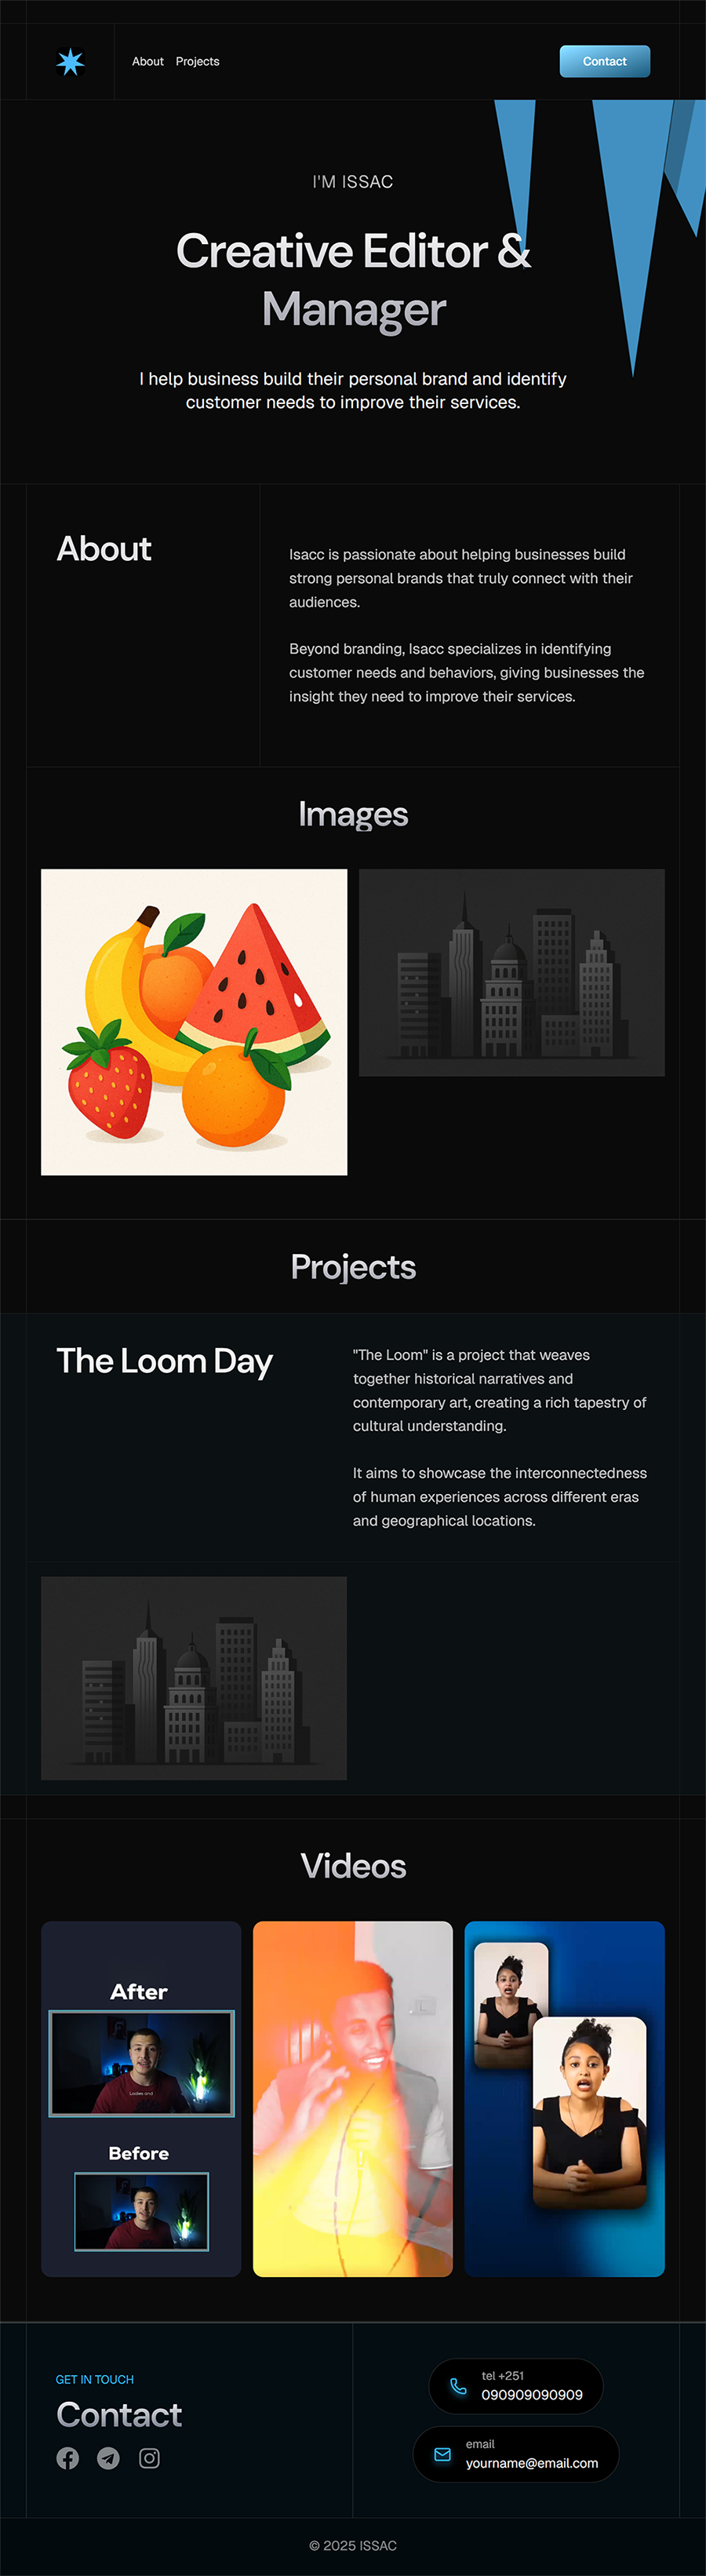 About Projects
Contact
I'M ISSAC
Creative Editor &
Manager
I help business build their personal brand and identify
customer needs to improve their services.
About
Isacc is passionate about helping businesses build
strong personal brands that truly connect with their
audiences.
Beyond branding, Isacc specializes in identifying
customer needs and behaviors, giving businesses the
insight they need to improve their services.
Images
Projects
The Loom Day
"The Loom" is a project that weaves
together historical narratives and
contemporary art, creating a rich tapestry of
cultural understanding.
It aims to showcase the interconnectedness
of human experiences across different eras
and geographical locations.
Videos
After
Ladies and
Before
GET IN TOUCH
Contact
tel +251
090909090909
email
yourname@email.com
© 2025 ISSAC